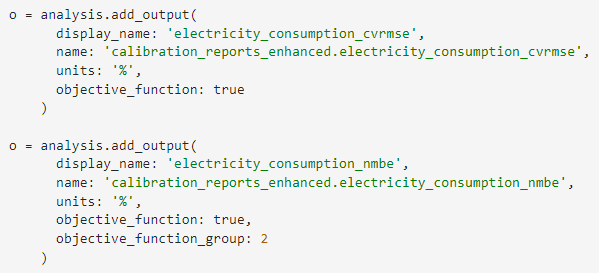 o = analysis.add_output(
      display_name: 'electricity_consumption_cvrmse',
      name: 'calibration_reports_enhanced.electricity_consumption_cvrmse',
      units: '%',
      objective_function: true
    )

o = analysis.add_output(
      display_name: 'electricity_consumption_nmbe',
      name: 'calibration_reports_enhanced.electricity_consumption_nmbe',
      units: '%',
      objective_function: true,
      objective_function_group: 2
    )